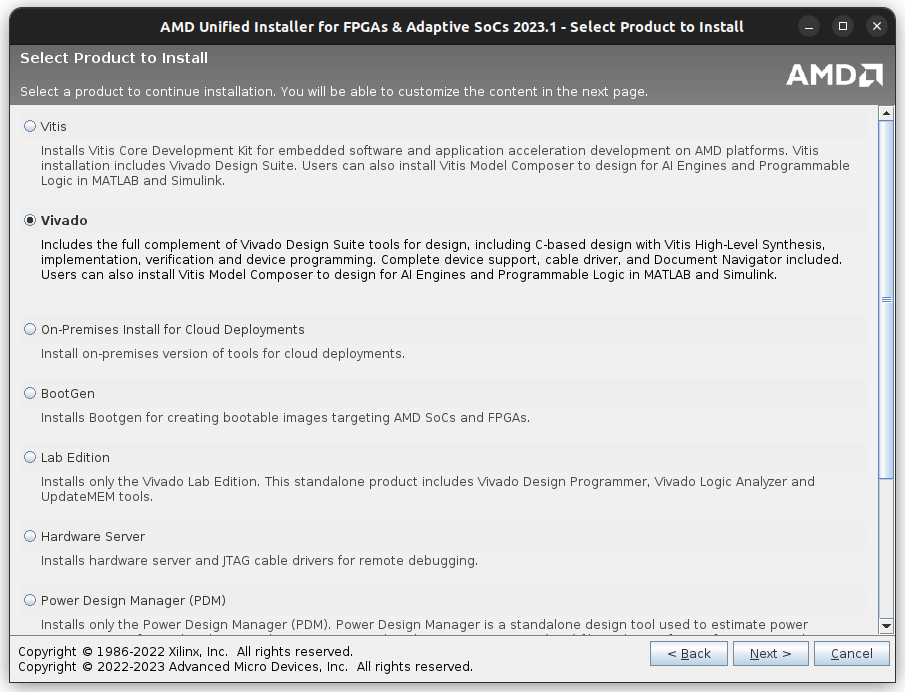 AMD Unified Installer for FPGAs & Adaptive SoCs 2023.1 - Select Product to Install
Select Product to Install
AMD
Select a product to continue installation. You will be able to customize the content in the next page.
Vitis
Installs Vitis Core Development Kit for embedded software and application acceleration development on AMD platforms. Vitis
installation includes Vivado Design Suite. Users can also install Vitis Model Composer to design for AI Engines and Programmable
Logic in MATLAB and Simulink.
Vivado
Includes the full complement of Vivado Design Suite tools for design, including C-based design with Vitis High-Level Synthesis,
implementation, verification and device programming. Complete device support, cable driver, and Document Navigator included.
Users can also install Vitis Model Composer to design for AI Engines and Programmable Logic in MATLAB and Simulink.
On-Premises Install for Cloud Deployments
Install on-premises version of tools for cloud deployments.
BootGen
Installs Bootgen for creating bootable images targeting AMD SoCs and FPGAs.
Lab Edition
Installs only the Vivado Lab Edition. This standalone product includes Vivado Design Programmer, Vivado Logic Analyzer and
UpdateMEM tools.
Hardware Server
Installs hardware server and JTAG cable drivers for remote debugging.
Power Design Manager (PDM)
Installs only the Power Design Manager (PDM). Power Design Manager is a standalone design tool used to estimate power
Copyright © 1986-2022 Xilinx, Inc. All rights reserved.
Copyright © 2022-2023 Advanced Micro Devices, Inc. All rights reserved.
< Back
Next >
Cancel